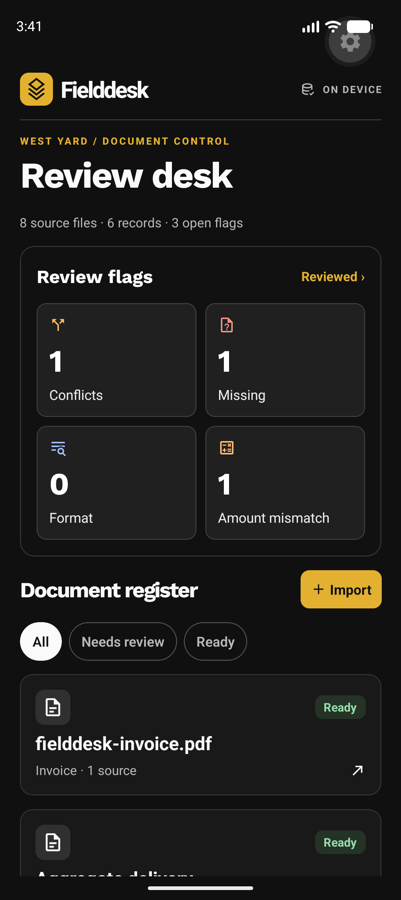 3:41
Fielddesk
ON DEVICE
WEST YARD / DOCUMENT CONTROL
Review desk
8 source files · 6 records · 3 open flags
Review flags
Reviewed ›
1
Conflicts
1
Missing
0
Format
1
Amount mismatch
Document register
+ Import
All
Needs review
Ready
Ready
fielddesk-invoice.pdf
Invoice · 1 source
Ready
Aggregate delivery